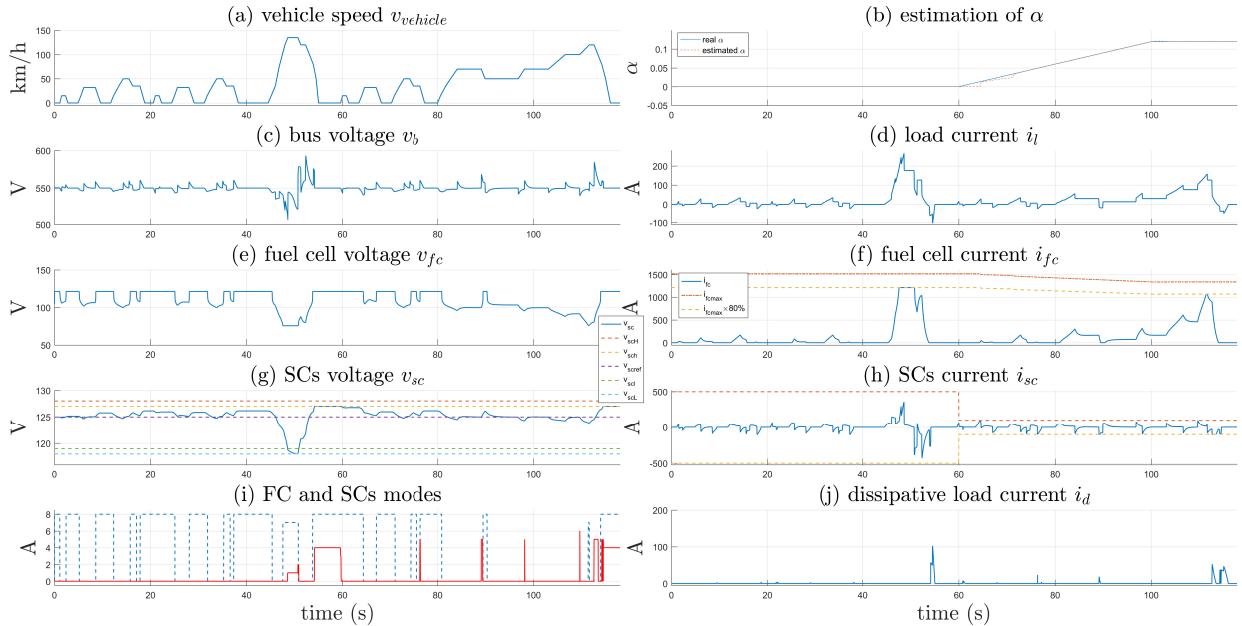 (a) vehicle speed v_vehicle
km/h
150
100
50
0
0 20 40 60 80 100
(b) estimation of α
α
0.1
0.05
0
-0.05
real α
estimated α
0 20 40 60 80 100
(c) bus voltage v_b
V
600
550
500
0 20 40 60 80 100
(d) load current i_l
A
200
100
0
-100
0 20 40 60 80 100
(e) fuel cell voltage v_fc
V
150
100
50
0 20 40 60 80 100
(f) fuel cell current i_fc
A
1500
1000
500
0
i_fc
i_fcmax
i_fcmax×80%
0 20 40 60 80 100
v_sc
v_scH
v_sch
v_scref
v_scl
v_scL
(g) SCs voltage v_sc
V
130
125
120
0 20 40 60 80 100
(h) SCs current i_sc
A
500
0
-500
0 20 40 60 80 100
(i) FC and SCs modes
A
8
6
4
2
0
0 20 40 60 80 100
time (s)
(j) dissipative load current i_d
A
200
100
0
0 20 40 60 80 100
time (s)